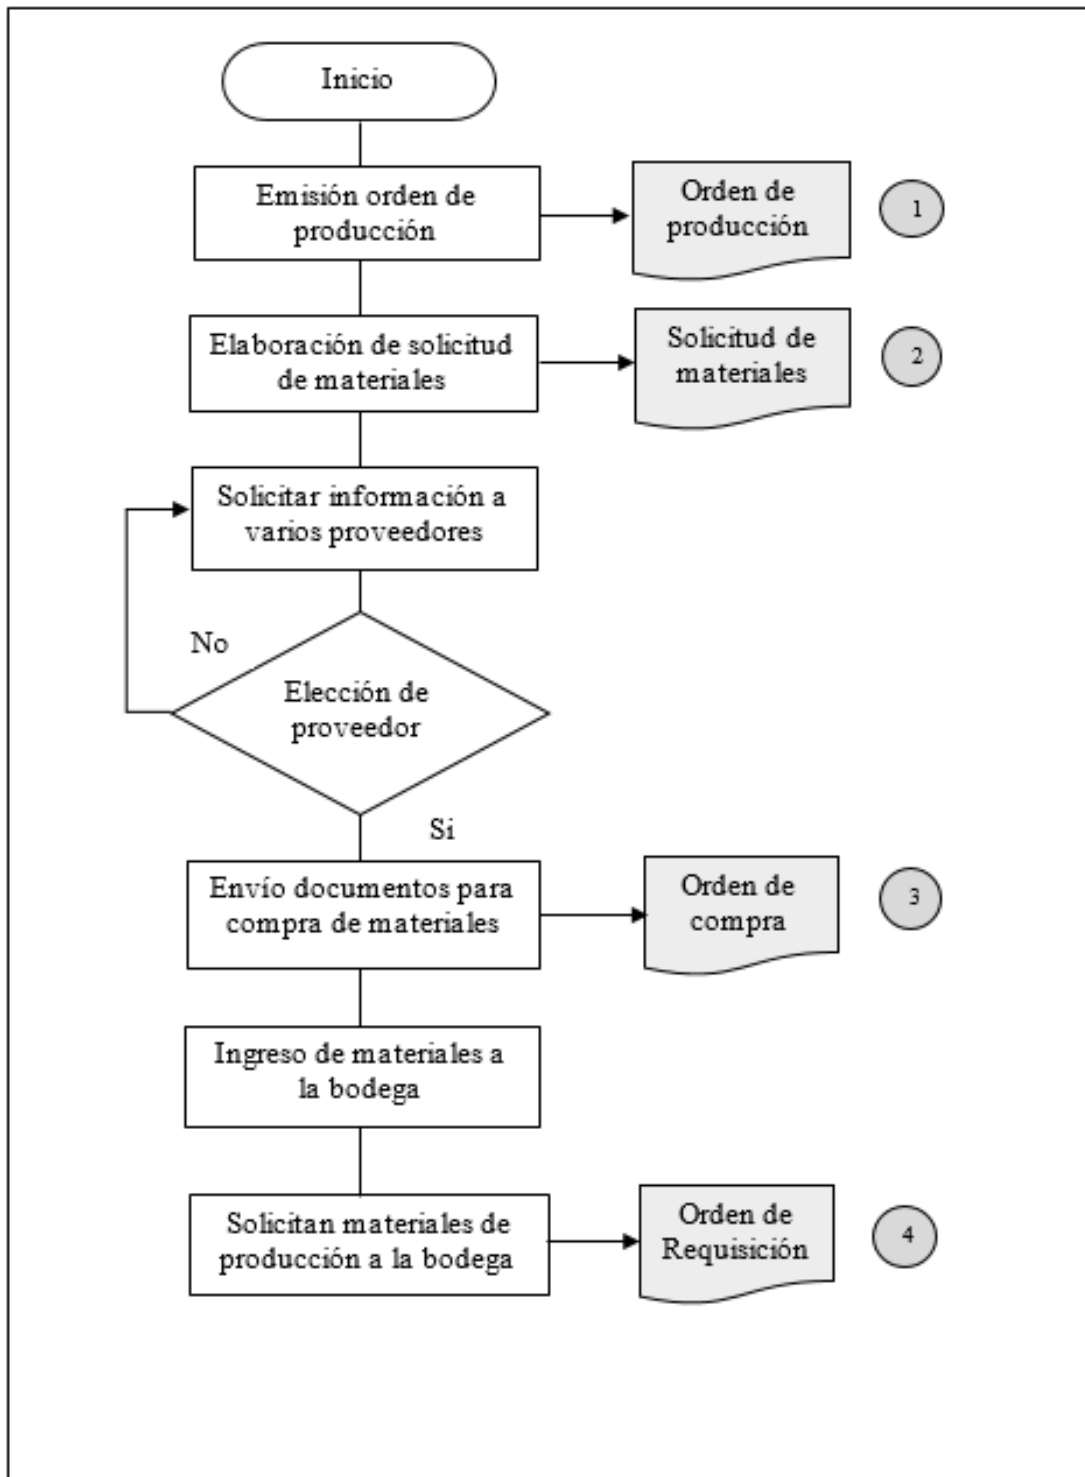 Inicio
Emisión orden de
producción
Orden de
producción
1
Elaboración de solicitud
de materiales
Solicitud de
materiales
2
Solicitar información a
varios proveedores
No
Elección de
proveedor
Si
Envío documentos para
compra de materiales
Orden de
compra
3
Ingreso de materiales a
la bodega
Solicitan materiales de
producción a la bodega
Orden de
Requisición
4